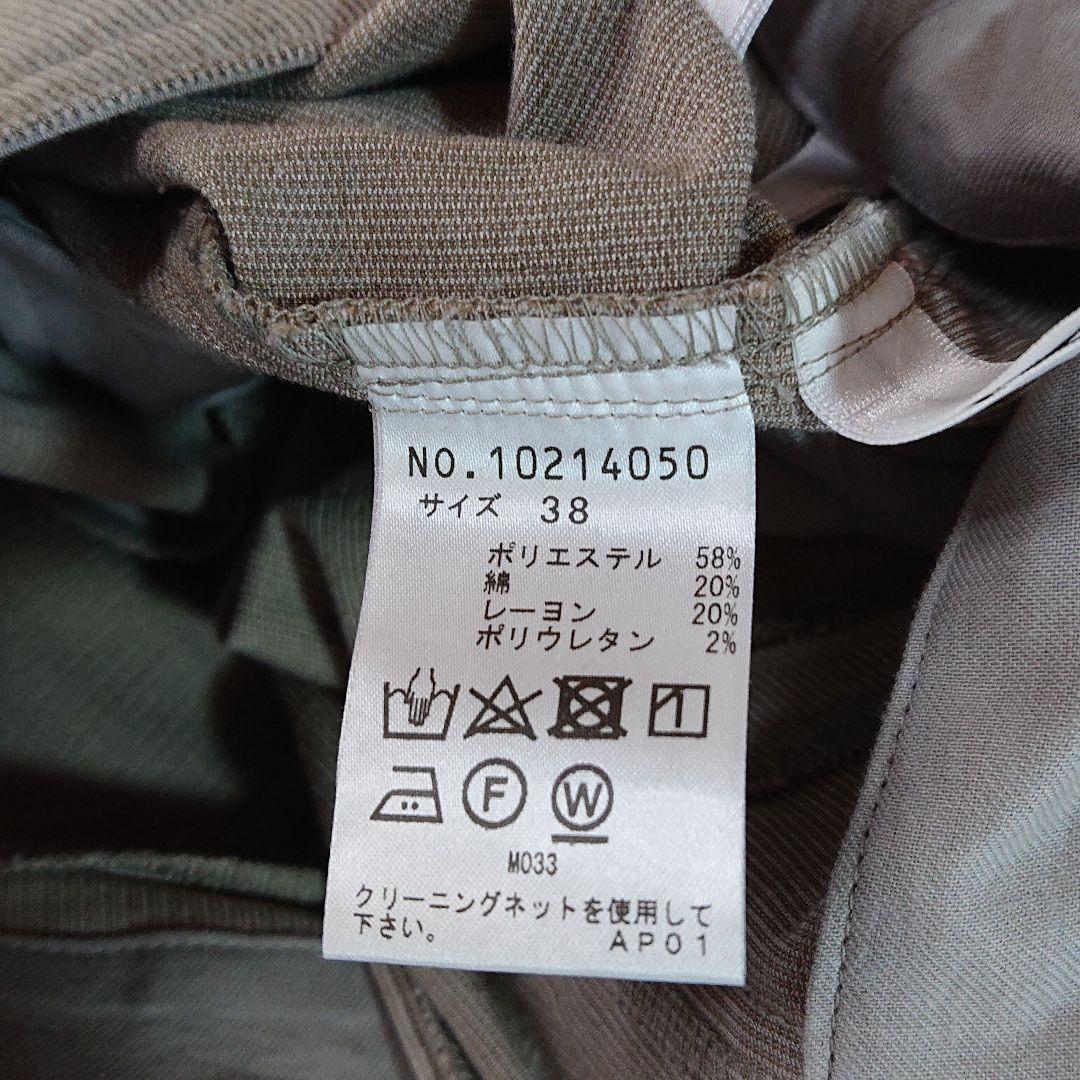 NO.10214050
サイズ 38
ポリエステル 58%
綿 20%
レーヨン 20%
ポリウレタン 2%
F W
M033
クリーニングネットを使用して
下さい。 AP01